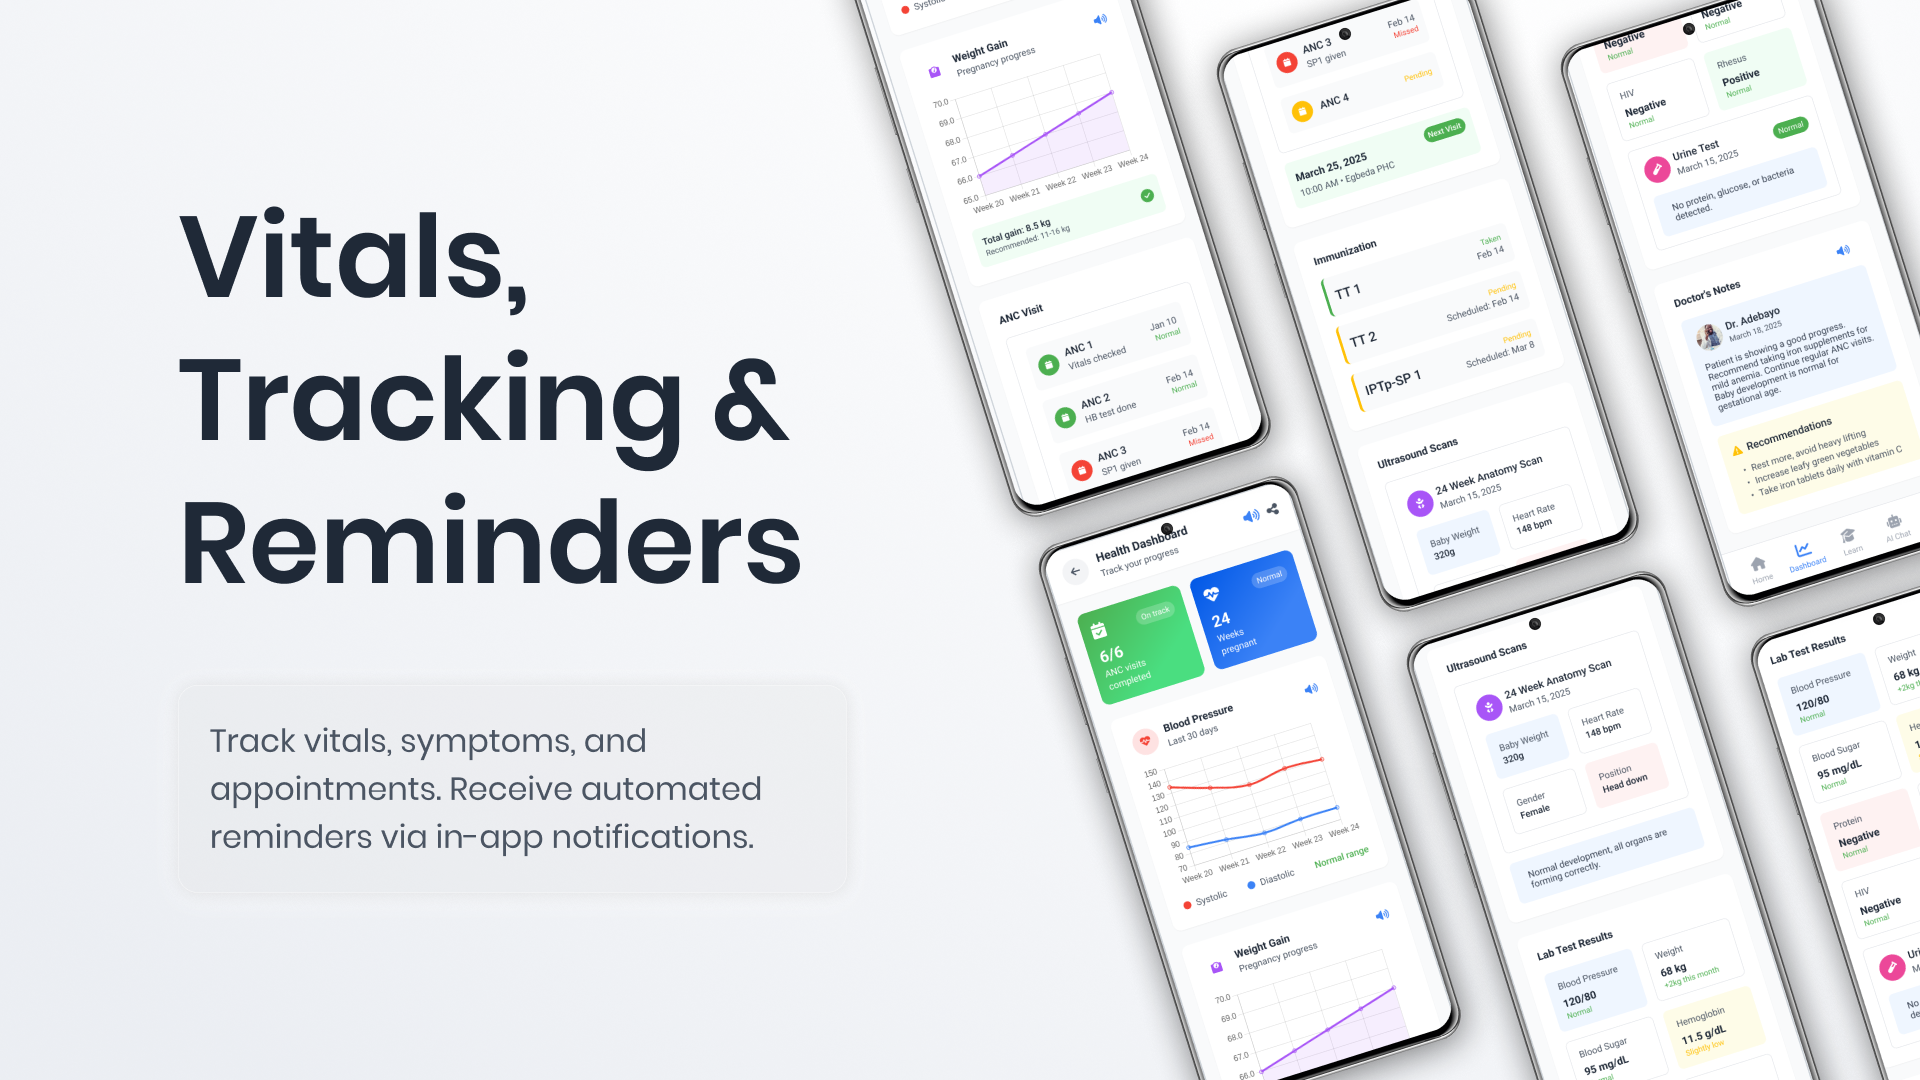 Vitals,
Tracking &
Reminders
Track vitals, symptoms, and
appointments. Receive automated
reminders via in-app notifications.
Systolic
Weight Gain
Pregnancy progress
70.0
69.0
68.0
67.0
66.0
65.0
Week 20 Week 21 Week 22 Week 23 Week 24
Total gain: 8.5 kg
Recommended: 11-16 kg
ANC Visit
ANC 1
Vitals checked
Jan 10
Normal
ANC 2
HB test done
Feb 14
Normal
ANC 3
SP1 given
Feb 14
Missed
Health Dashboard
Track your progress
On track
6/6
ANC visits
completed
Normal
24
Weeks
pregnant
Blood Pressure
Last 30 days
150
140
130
120
110
100
90
80
70
Week 20 Week 21 Week 22 Week 23 Week 24
Systolic
Diastolic
Normal range
Weight Gain
Pregnancy progress
70.0
69.0
68.0
67.0
66.0
ANC 3
SP1 given
Feb 14
Missed
ANC 4
Pending
Next Visit
March 25, 2025
10:00 AM • Egbeda PHC
Immunization
TT 1
Taken
Feb 14
TT 2
Pending
Scheduled: Feb 14
IPTp-SP 1
Pending
Scheduled: Mar 8
Ultrasound Scans
24 Week Anatomy Scan
March 15, 2025
Baby Weight
320g
Heart Rate
148 bpm
Ultrasound Scans
24 Week Anatomy Scan
March 15, 2025
Baby Weight
320g
Heart Rate
148 bpm
Gender
Female
Position
Head down
Normal development, all organs are
forming correctly.
Lab Test Results
Blood Pressure
120/80
Normal
Weight
68 kg
+2kg this month
Blood Sugar
95 mg/dL
Hemoglobin
11.5 g/dL
Slightly low
Negative
Normal
Negative
Normal
HIV
Negative
Normal
Rhesus
Positive
Normal
Urine Test
March 15, 2025
Normal
No protein, glucose, or bacteria
detected.
Doctor's Notes
Dr. Adebayo
March 18, 2025
Patient is showing a good progress.
Recommend taking iron supplements for
mild anemia. Continue regular ANC visits.
Baby development is normal for
gestational age.
Recommendations
• Rest more, avoid heavy lifting
• Increase leafy green vegetables
• Take iron tablets daily with vitamin C
Home
Dashboard
Learn
AI Chat
Lab Test Results
Blood Pressure
120/80
Normal
Weight
68 kg
Blood Sugar
95 mg/dL
Normal
Protein
Negative
Normal
HIV
Negative
Normal
No